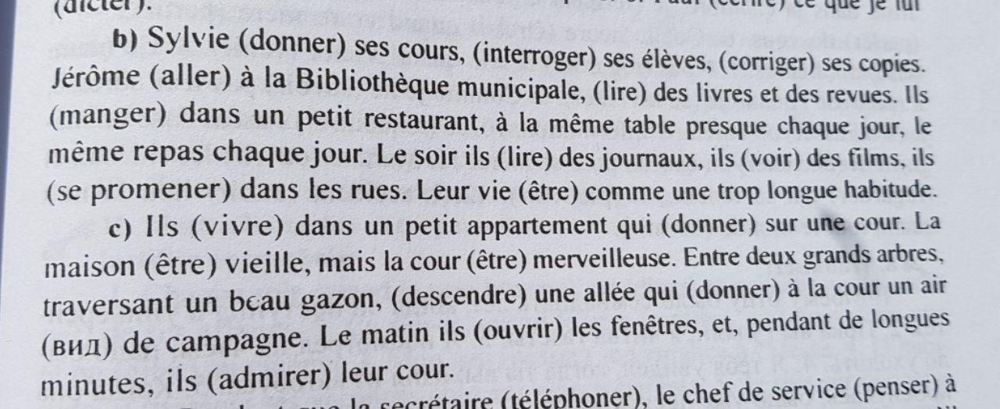 (dicter).
ce que je lui
b) Sylvie (donner) ses cours, (interroger) ses élèves, (corriger) ses copies.
Jérôme (aller) à la Bibliothèque municipale, (lire) des livres et des revues. Ils
(manger) dans un petit restaurant, à la même table presque chaque jour, le
même repas chaque jour. Le soir ils (lire) des journaux, ils (voir) des films, ils
(se promener) dans les rues. Leur vie (être) comme une trop longue habitude.
c) Ils (vivre) dans un petit appartement qui (donner) sur une cour. La
maison (être) vieille, mais la cour (être) merveilleuse. Entre deux grands arbres,
traversant un beau gazon, (descendre) une allée qui (donner) à la cour un air
(вид) de campagne. Le matin ils (ouvrir) les fenêtres, et, pendant de longues
minutes, ils (admirer) leur cour.
la secrétaire (téléphoner), le chef de service (penser) à